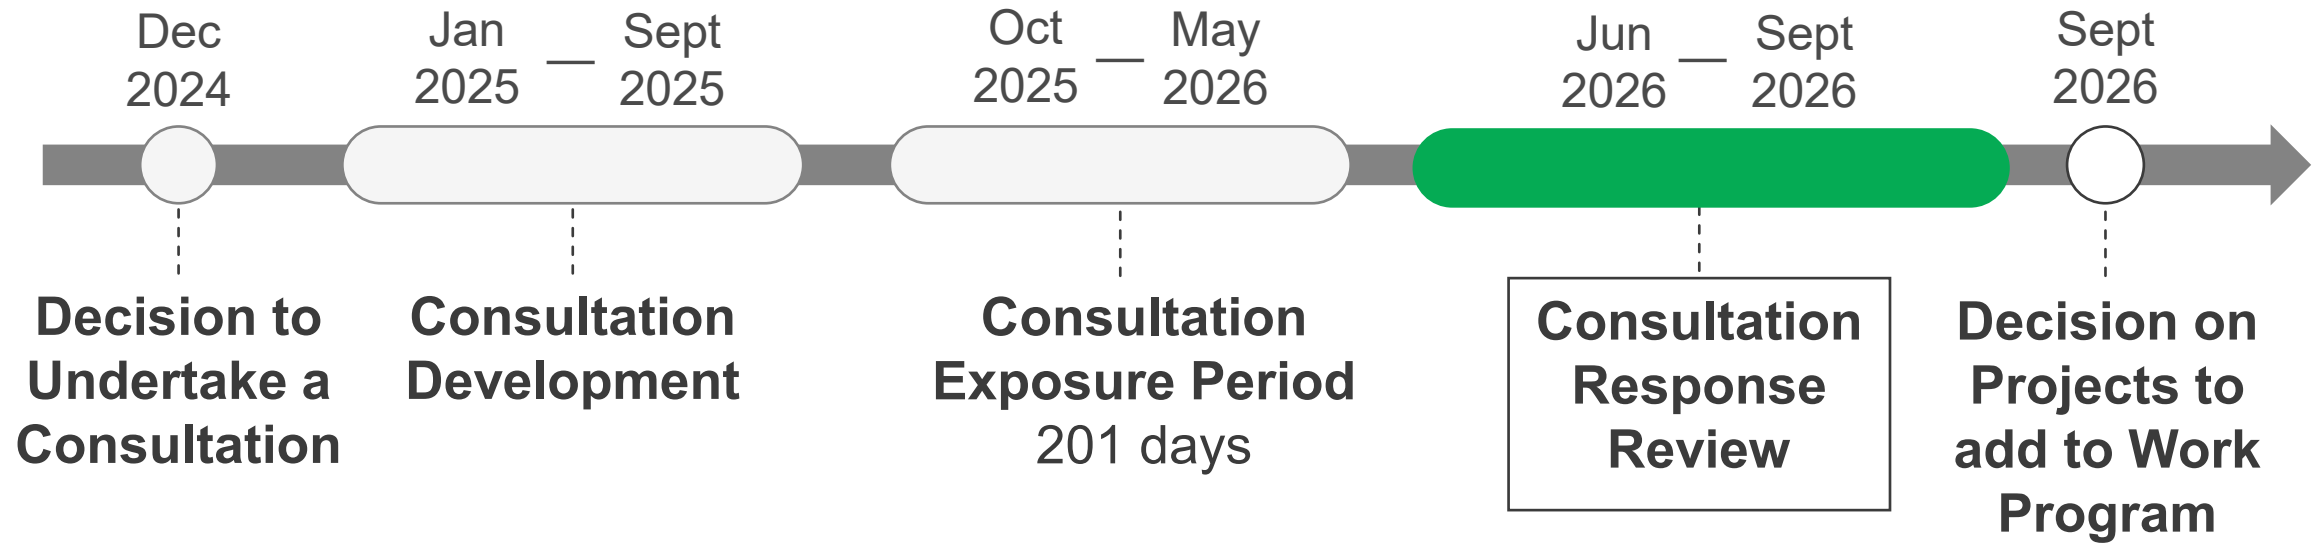 Dec
2024
Jan
2025
—
Sept
2025
Oct
2025
—
May
2026
Jun
2026
—
Sept
2026
Sept
2026
Decision to
Undertake a
Consultation
Consultation
Development
Consultation
Exposure Period
201 days
Consultation
Response
Review
Decision on
Projects to
add to Work
Program